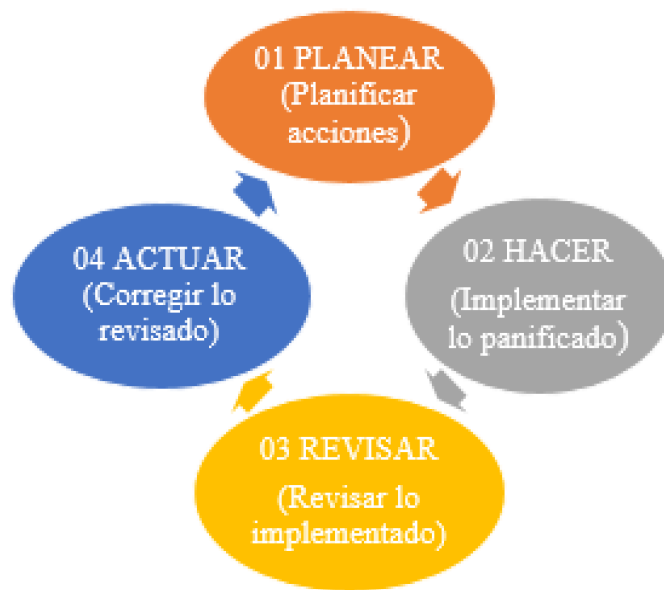 01 PLANEAR
(Planificar
acciones)
02 HACER
(Implementar
lo panificado)
03 REVISAR
(Revisar lo
implementado)
04 ACTUAR
(Corregir lo
revisado)